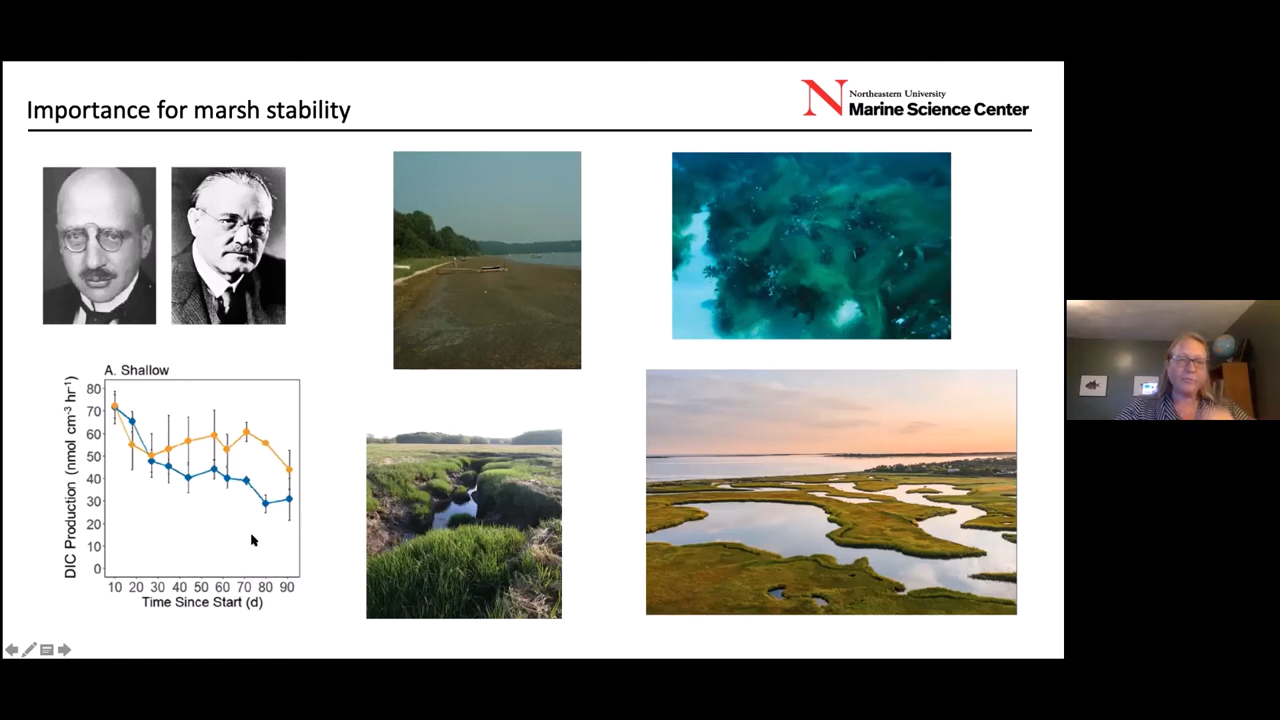 Importance for marsh stability
N Northeastern University
Marine Science Center
A. Shallow
DIC Production (nmol cm⁻³ hr⁻¹)
80
70
60
50
40
30
20
10
0
10 20 30 40 50 60 70 80 90
Time Since Start (d)